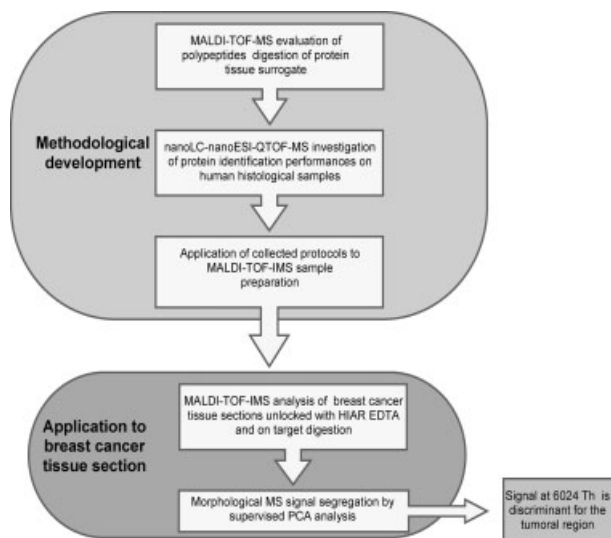 MALDI-TOF-MS evaluation of
polypeptides digestion of protein
tissue surrogate
Methodological
development
nanoLC-nanoESI-QTOF-MS investigation
of protein identification performances on
human histological samples
Application of collected protocols to
MALDI-TOF-IMS sample
preparation
Application to
breast cancer
tissue section
MALDI-TOF-IMS analysis of breast cancer
tissue sections unlocked with HIAR EDTA
and on target digestion
Morphological MS signal segregation by
supervised PCA analysis
Signal at 6024 Th is
discriminant for the
tumoral region